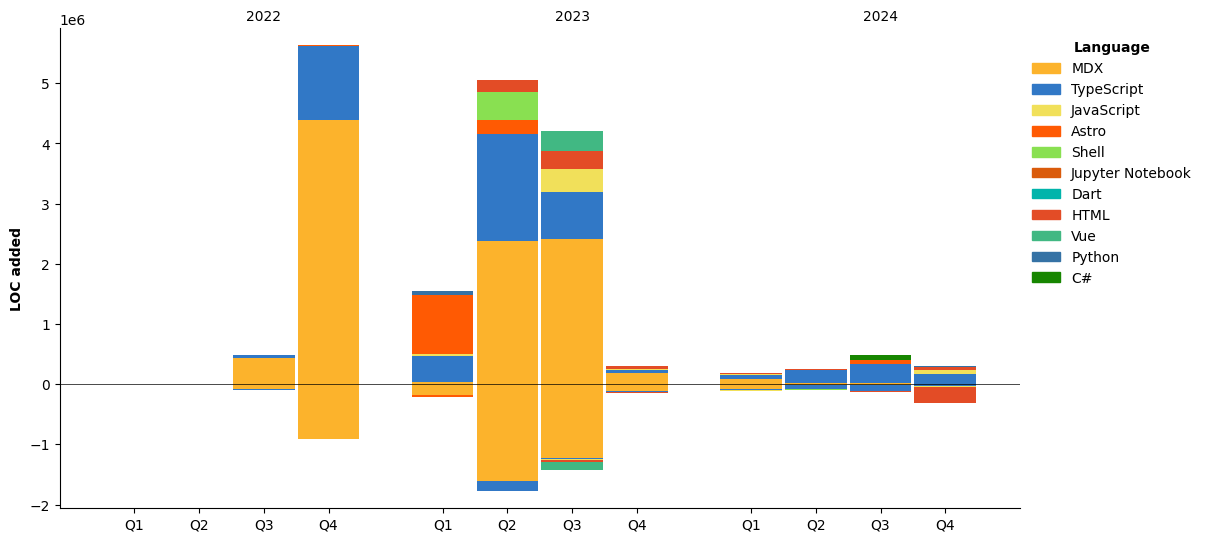 2022 2023 2024
1e6
Language
MDX
TypeScript
JavaScript
Astro
Shell
Jupyter Notebook
Dart
HTML
Vue
Python
C#
LOC added
5
4
3
2
1
0
−1
−2
Q1 Q2 Q3 Q4 Q1 Q2 Q3 Q4 Q1 Q2 Q3 Q4